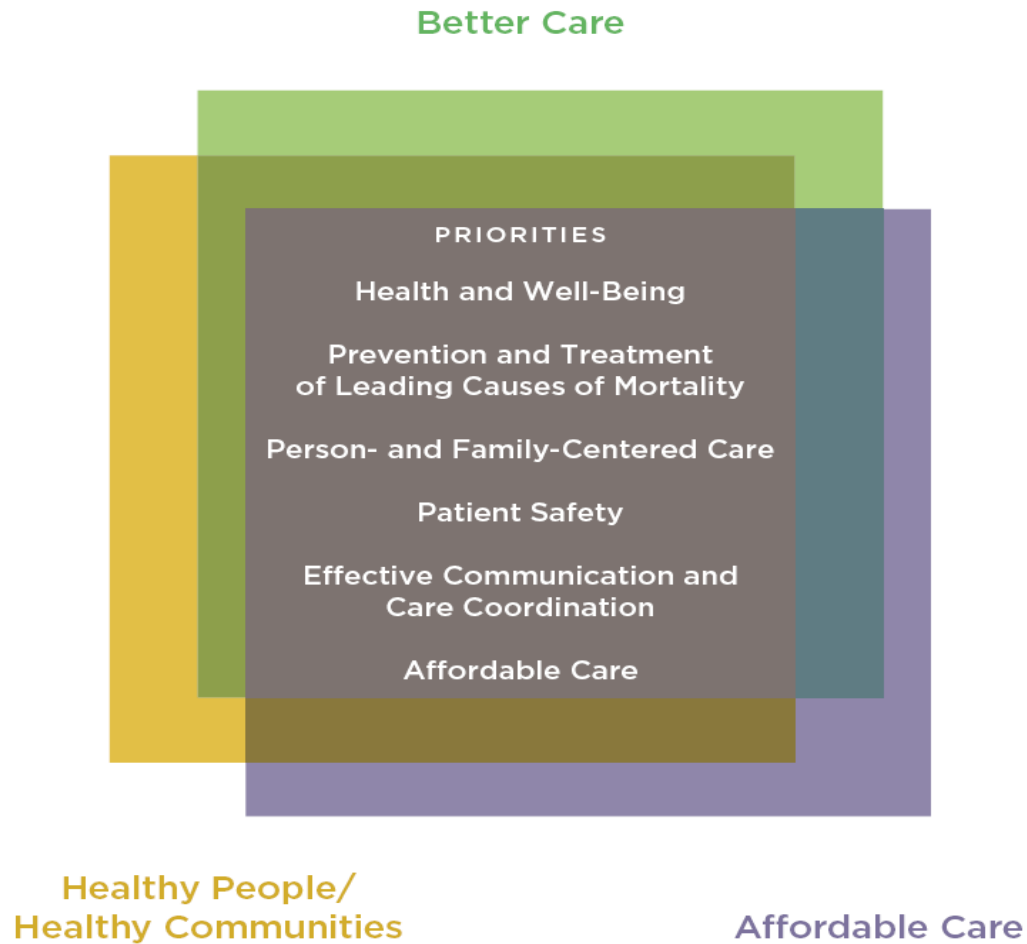 Better Care
PRIORITIES
Health and Well-Being
Prevention and Treatment
of Leading Causes of Mortality
Person- and Family-Centered Care
Patient Safety
Effective Communication and
Care Coordination
Affordable Care
Healthy People/
Healthy Communities
Affordable Care